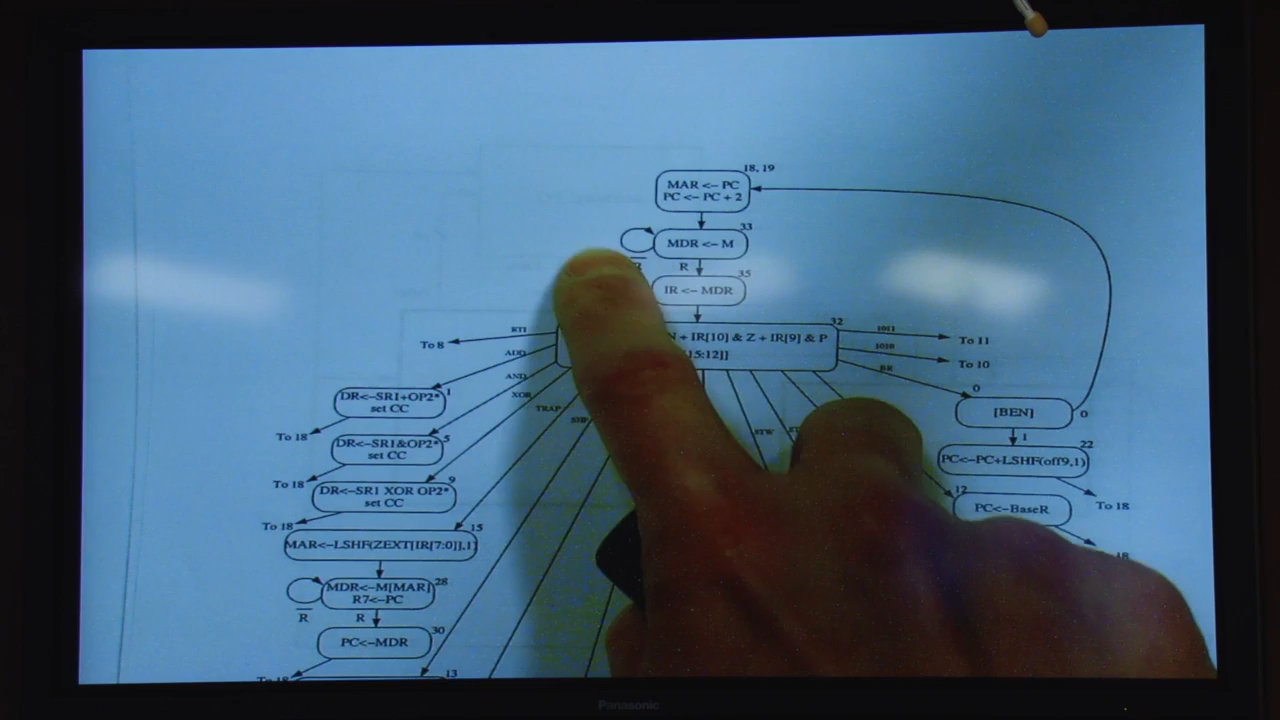 18, 19
MAR <- PC
PC <- PC + 2
33
MDR <- M
R
R
35
IR <- MDR
32
+ IR[10] & Z + IR[9] & P
15:12]]
RTI
To 8
ADD
AND
XOR
TRAP
1011
To 11
1010
To 10
BR
1
DR<-SR1+OP2*
set CC
To 18
5
DR<-SR1&OP2*
set CC
To 18
9
DR<-SR1 XOR OP2*
set CC
To 18
15
MAR<-LSHF(ZEXT[IR[7:0]],1)
28
MDR<-M[MAR]
R7<-PC
R
R
30
PC<-MDR
To 18
13
STW
0
[BEN]
0
1
22
PC<-PC+LSHF(off9,1)
To 18
12
PC<-BaseR
18
Panasonic